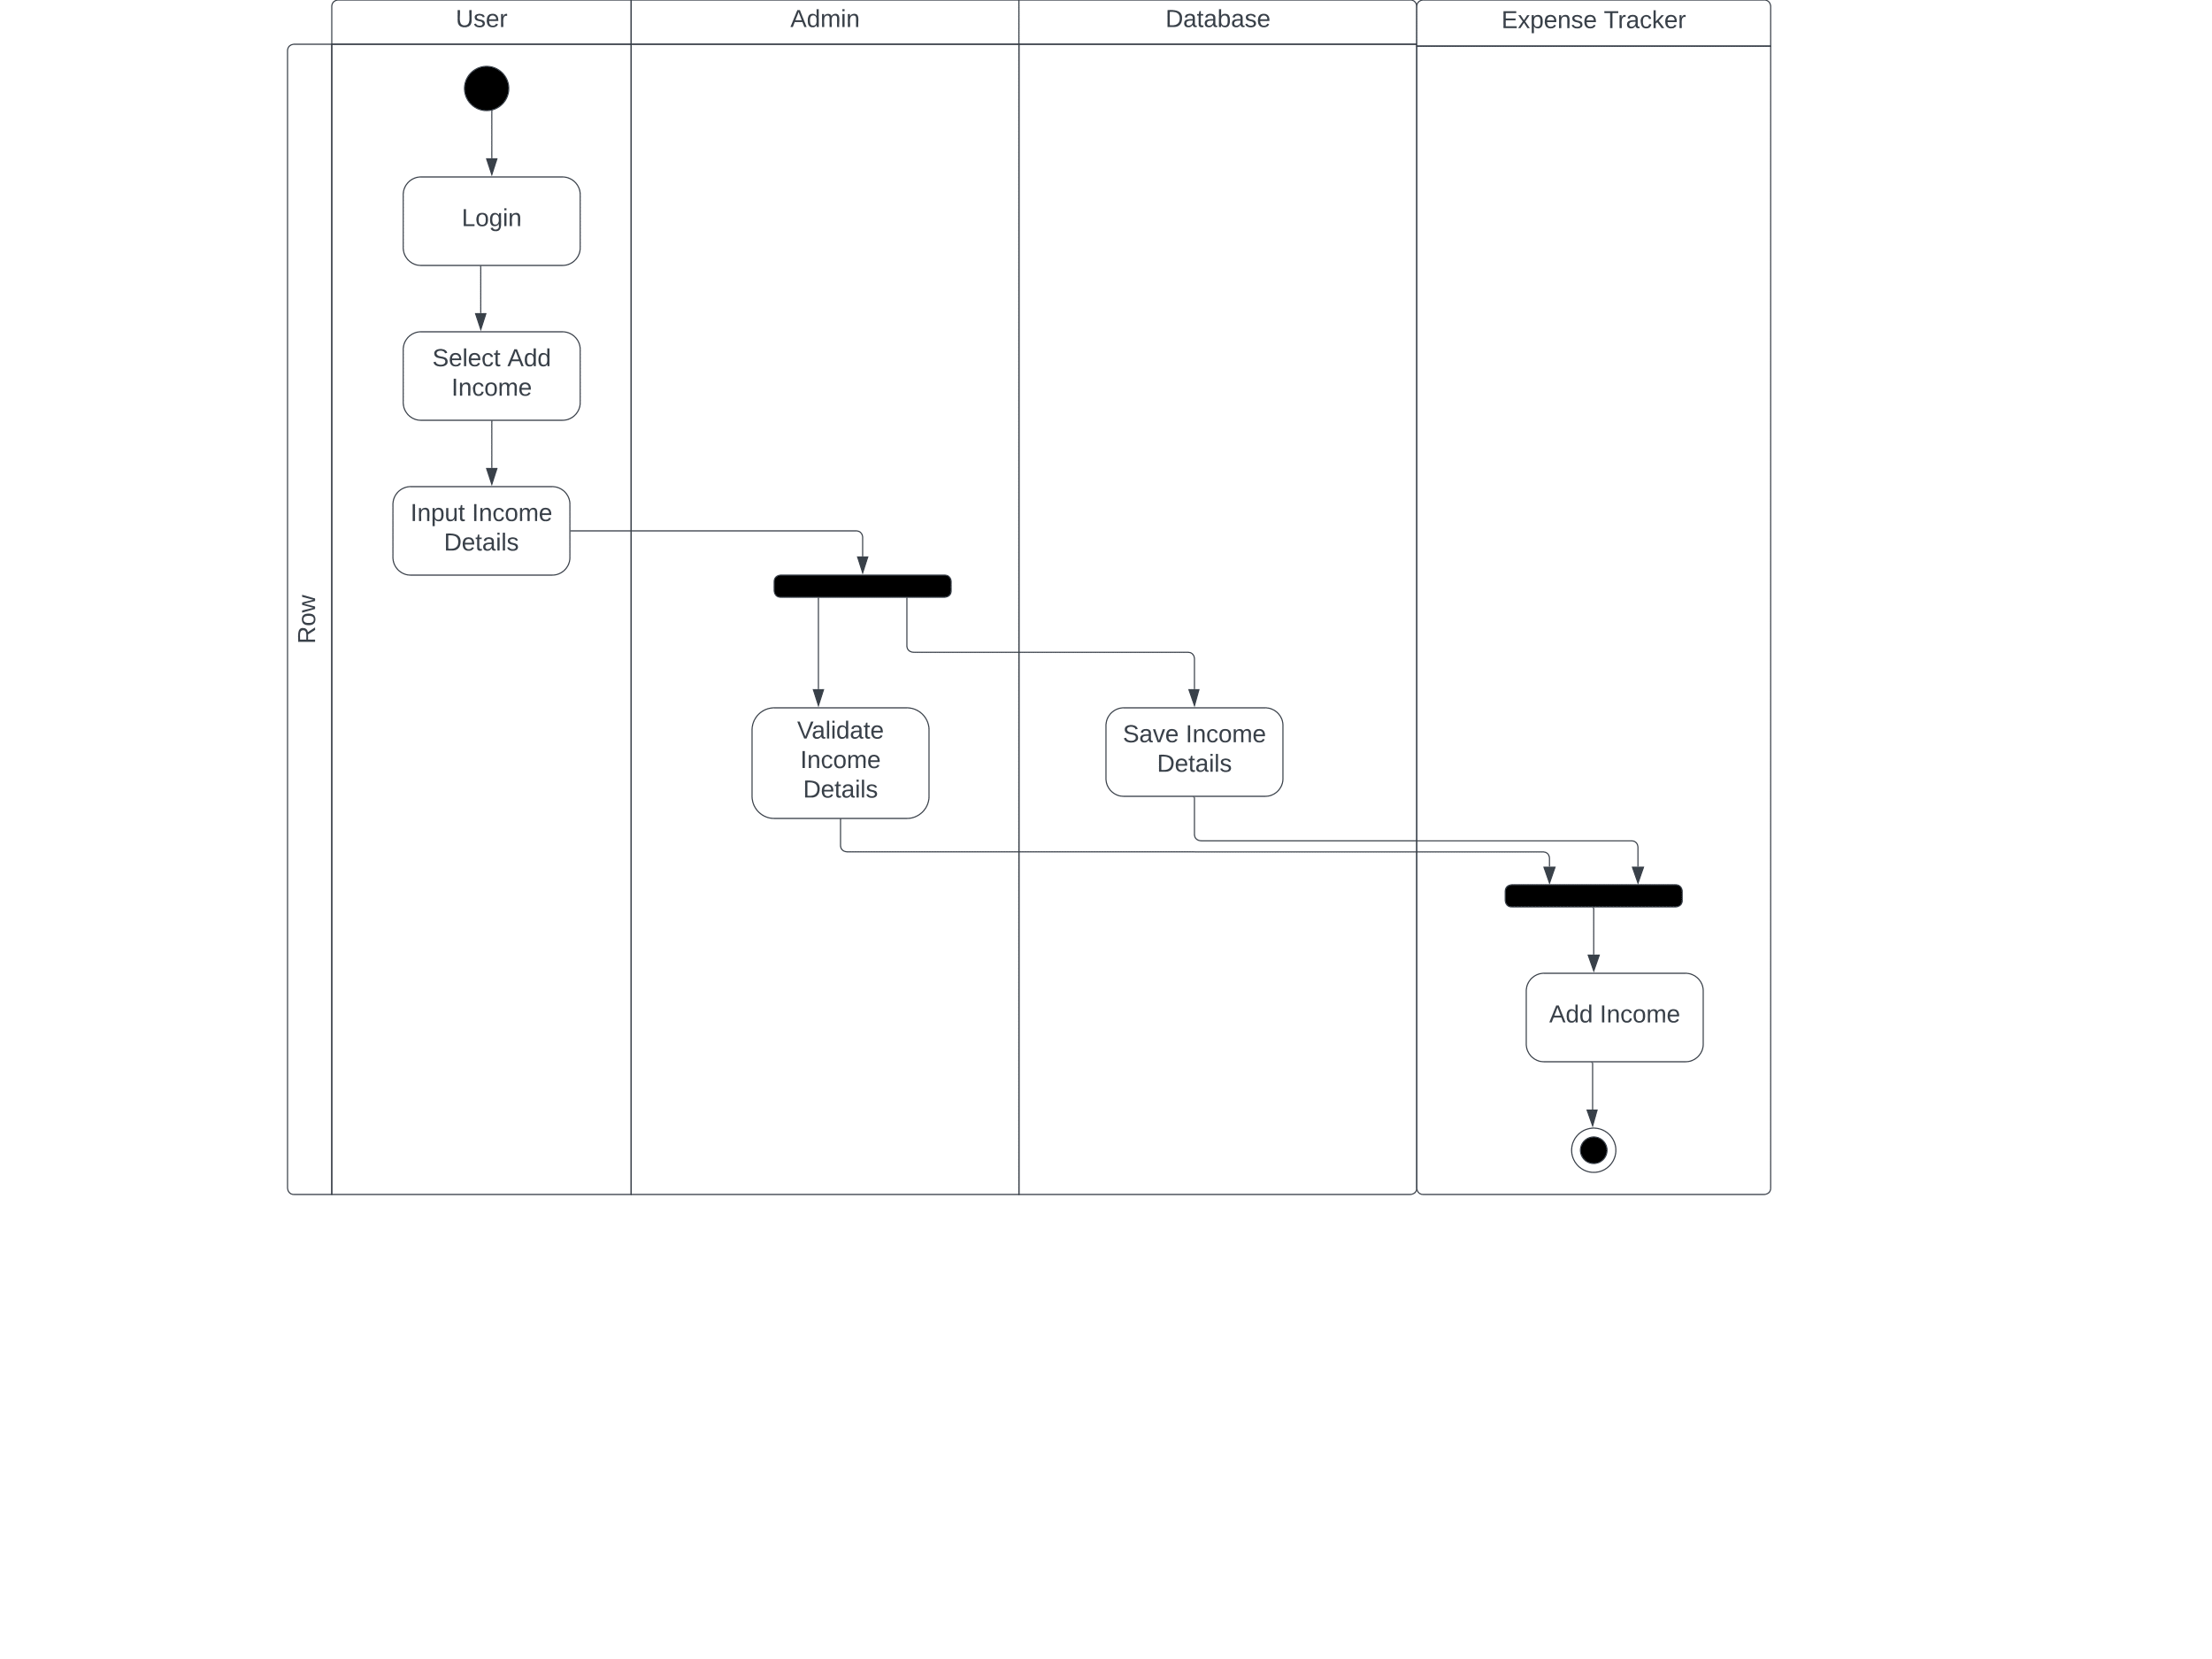 User
Admin
Database
Expense Tracker
Row
Login
Select Add
Income
Input Income
Details
Validate
Income
Details
Save Income
Details
Add Income